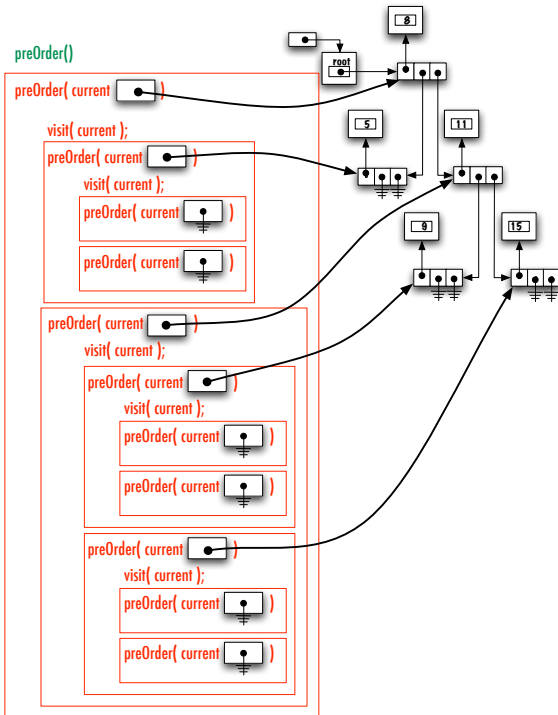 preOrder()
root
8
preOrder( current )
visit( current );
5
11
preOrder( current )
visit( current );
preOrder( current )
preOrder( current )
9
15
preOrder( current )
visit( current );
preOrder( current )
visit( current );
preOrder( current )
preOrder( current )
preOrder( current )
visit( current );
preOrder( current )
preOrder( current )